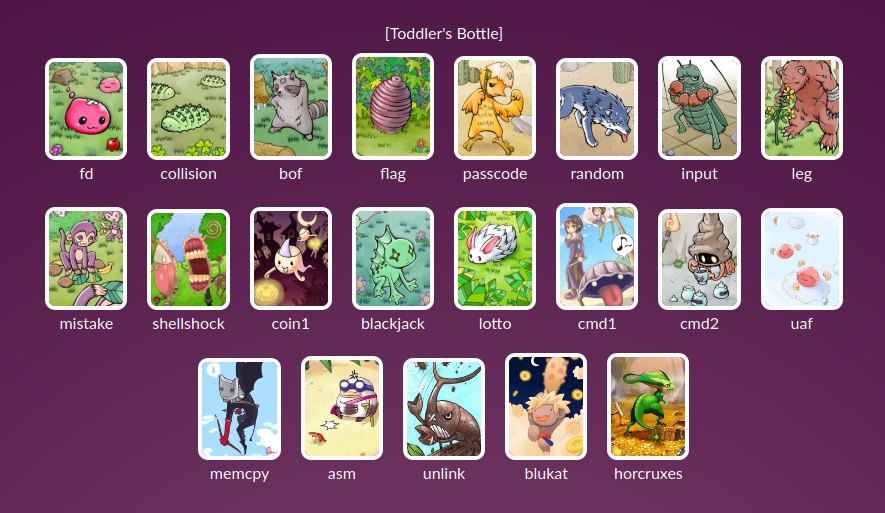 [Toddler's Bottle]
fd collision bof flag passcode random input leg
mistake shellshock coin1 blackjack lotto cmd1 cmd2 uaf
memcpy asm unlink blukat horcruxes